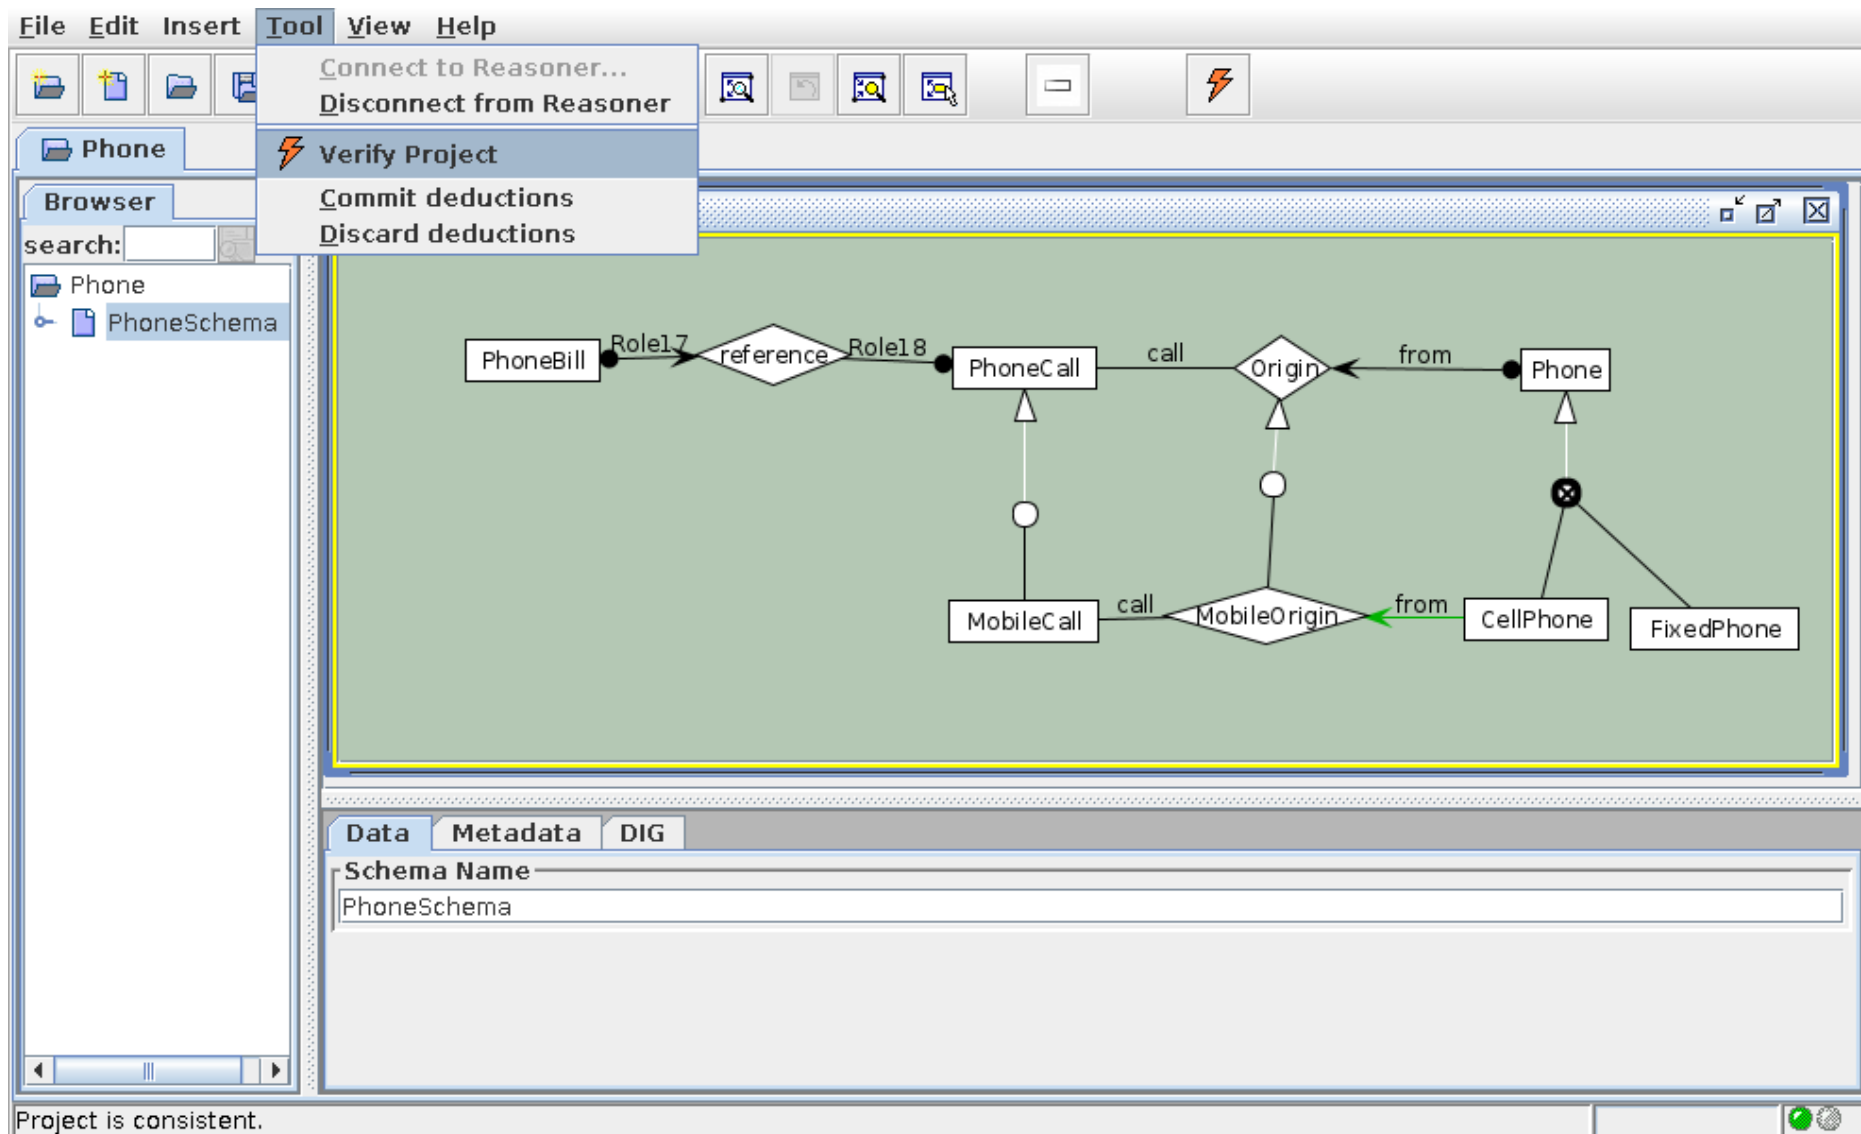 File Edit Insert Tool View Help
Connect to Reasoner...
Disconnect from Reasoner
Verify Project
Commit deductions
Discard deductions
Phone
Browser
search:
Phone
PhoneSchema
PhoneBill Role17 reference Role18 PhoneCall call Origin from Phone
MobileCall call MobileOrigin from CellPhone FixedPhone
Data Metadata DIG
Schema Name
PhoneSchema
Project is consistent.